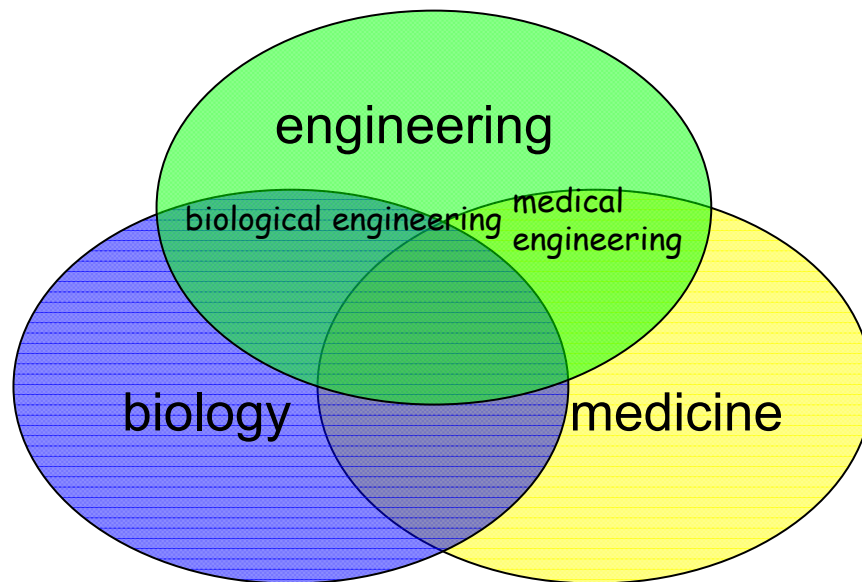 engineering
biological engineering
medical
engineering
biology
medicine